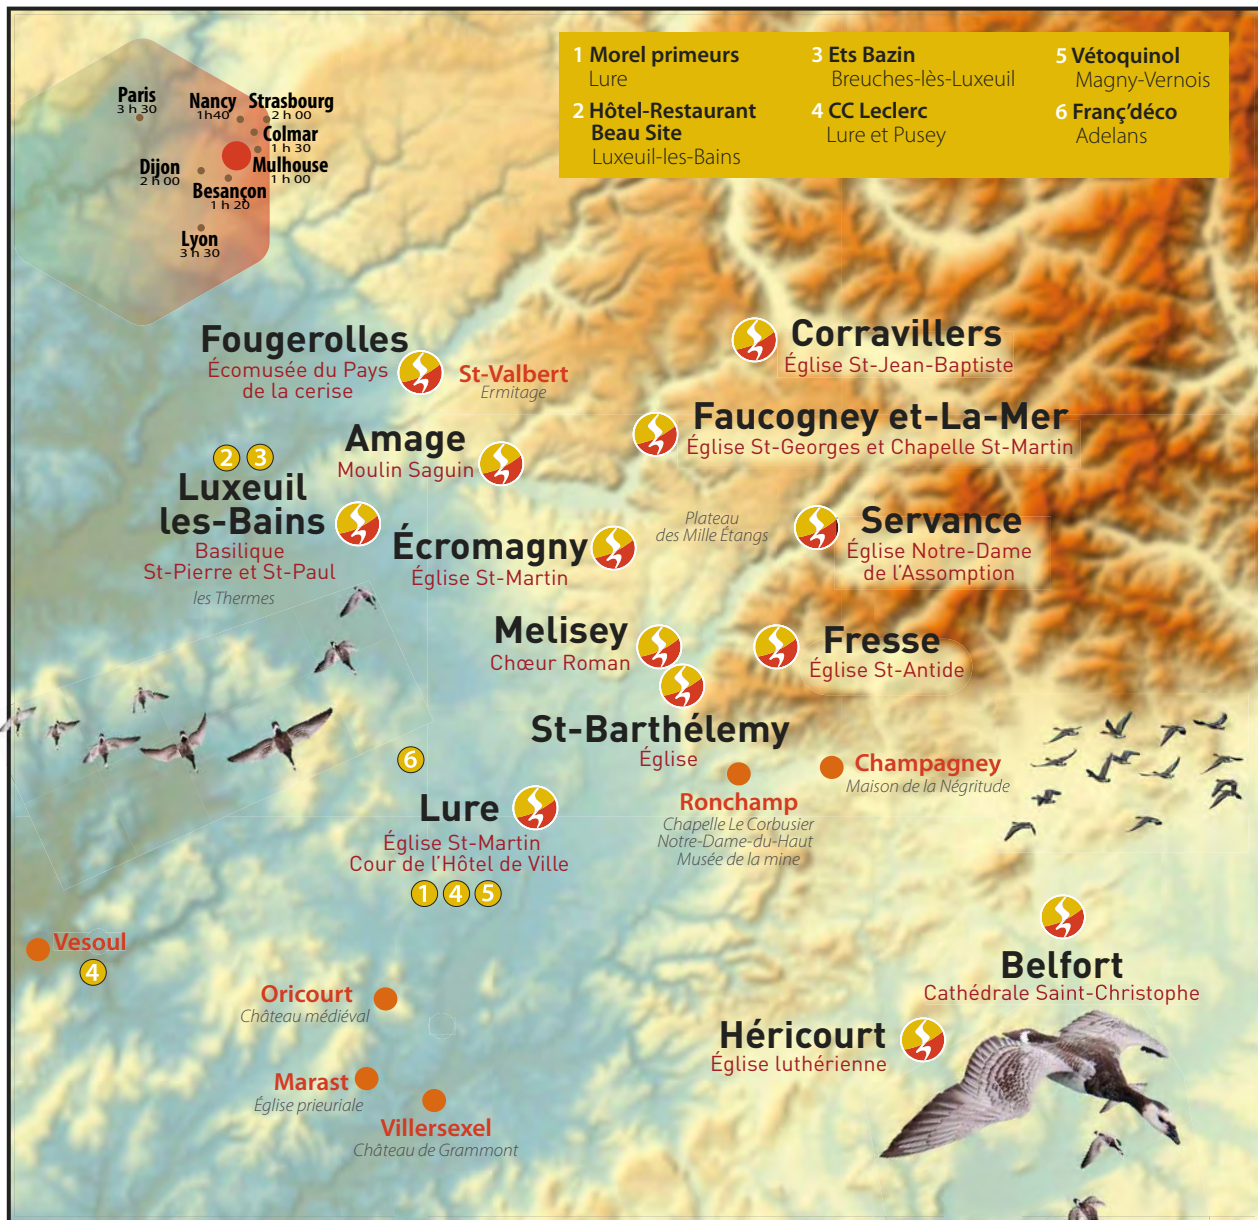 Paris
3 h 30
Nancy
1h40
Strasbourg
2 h 00
Colmar
1 h 30
Mulhouse
1 h 00
Dijon
2 h 00
Besançon
1 h 20
Lyon
3 h 30
1 Morel primeurs
Lure
2 Hôtel-Restaurant
Beau Site
Luxeuil-les-Bains
3 Ets Bazin
Breuches-lès-Luxeuil
4 CC Leclerc
Lure et Pusey
5 Vétoquinol
Magny-Vernois
6 Franç'déco
Adelans
Fougerolles
Écomusée du Pays
de la cerise
St-Valbert
Ermitage
Corravillers
Église St-Jean-Baptiste
Faucogney et-La-Mer
Église St-Georges et Chapelle St-Martin
Amage
Moulin Saguin
2 3
Luxeuil
les-Bains
Basilique
St-Pierre et St-Paul
les Thermes
Écromagny
Église St-Martin
Plateau
des Mille Étangs
Servance
Église Notre-Dame
de l'Assomption
Melisey
Chœur Roman
Fresse
Église St-Antide
St-Barthélemy
Église
6
Lure
Église St-Martin
Cour de l'Hôtel de Ville
1 4 5
Ronchamp
Chapelle Le Corbusier
Notre-Dame-du-Haut
Musée de la mine
Champagney
Maison de la Négritude
Vesoul
4
Oricourt
Château médiéval
Marast
Église prieuriale
Villersexel
Château de Grammont
Belfort
Cathédrale Saint-Christophe
Héricourt
Église luthérienne